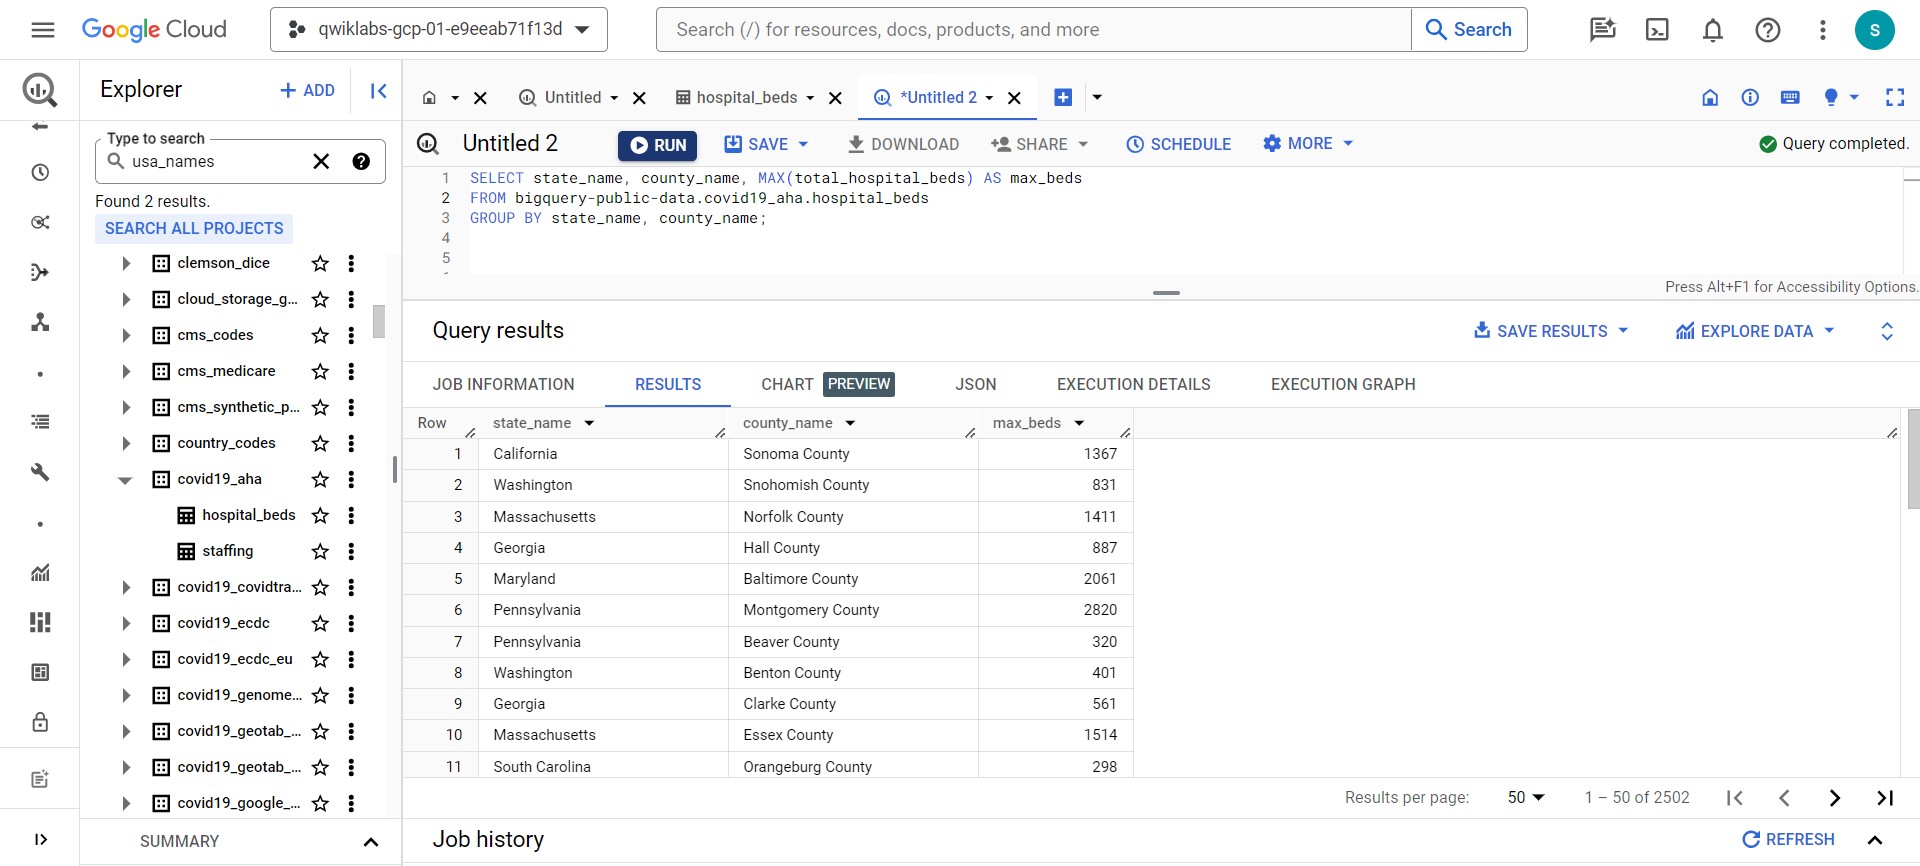 Google Cloud
qwiklabs-gcp-01-e9eeab71f13d
Search (/) for resources, docs, products, and more
Search
S
Explorer
+ ADD
Untitled
hospital_beds
*Untitled 2
Type to search
usa_names
Found 2 results.
SEARCH ALL PROJECTS
clemson_dice
cloud_storage_g...
cms_codes
cms_medicare
cms_synthetic_p...
country_codes
covid19_aha
hospital_beds
staffing
covid19_covidtra...
covid19_ecdc
covid19_ecdc_eu
covid19_genome...
covid19_geotab_...
covid19_geotab_...
covid19_google_...
SUMMARY
Untitled 2
RUN
SAVE
DOWNLOAD
SHARE
SCHEDULE
MORE
Query completed.
1 SELECT state_name, county_name, MAX(total_hospital_beds) AS max_beds
2 FROM bigquery-public-data.covid19_aha.hospital_beds
3 GROUP BY state_name, county_name;
4
5
Press Alt+F1 for Accessibility Options.
Query results
SAVE RESULTS
EXPLORE DATA
JOB INFORMATION
RESULTS
CHART PREVIEW
JSON
EXECUTION DETAILS
EXECUTION GRAPH
Row state_name county_name max_beds
1 California Sonoma County 1367
2 Washington Snohomish County 831
3 Massachusetts Norfolk County 1411
4 Georgia Hall County 887
5 Maryland Baltimore County 2061
6 Pennsylvania Montgomery County 2820
7 Pennsylvania Beaver County 320
8 Washington Benton County 401
9 Georgia Clarke County 561
10 Massachusetts Essex County 1514
11 South Carolina Orangeburg County 298
Results per page: 50 1 – 50 of 2502
Job history
REFRESH